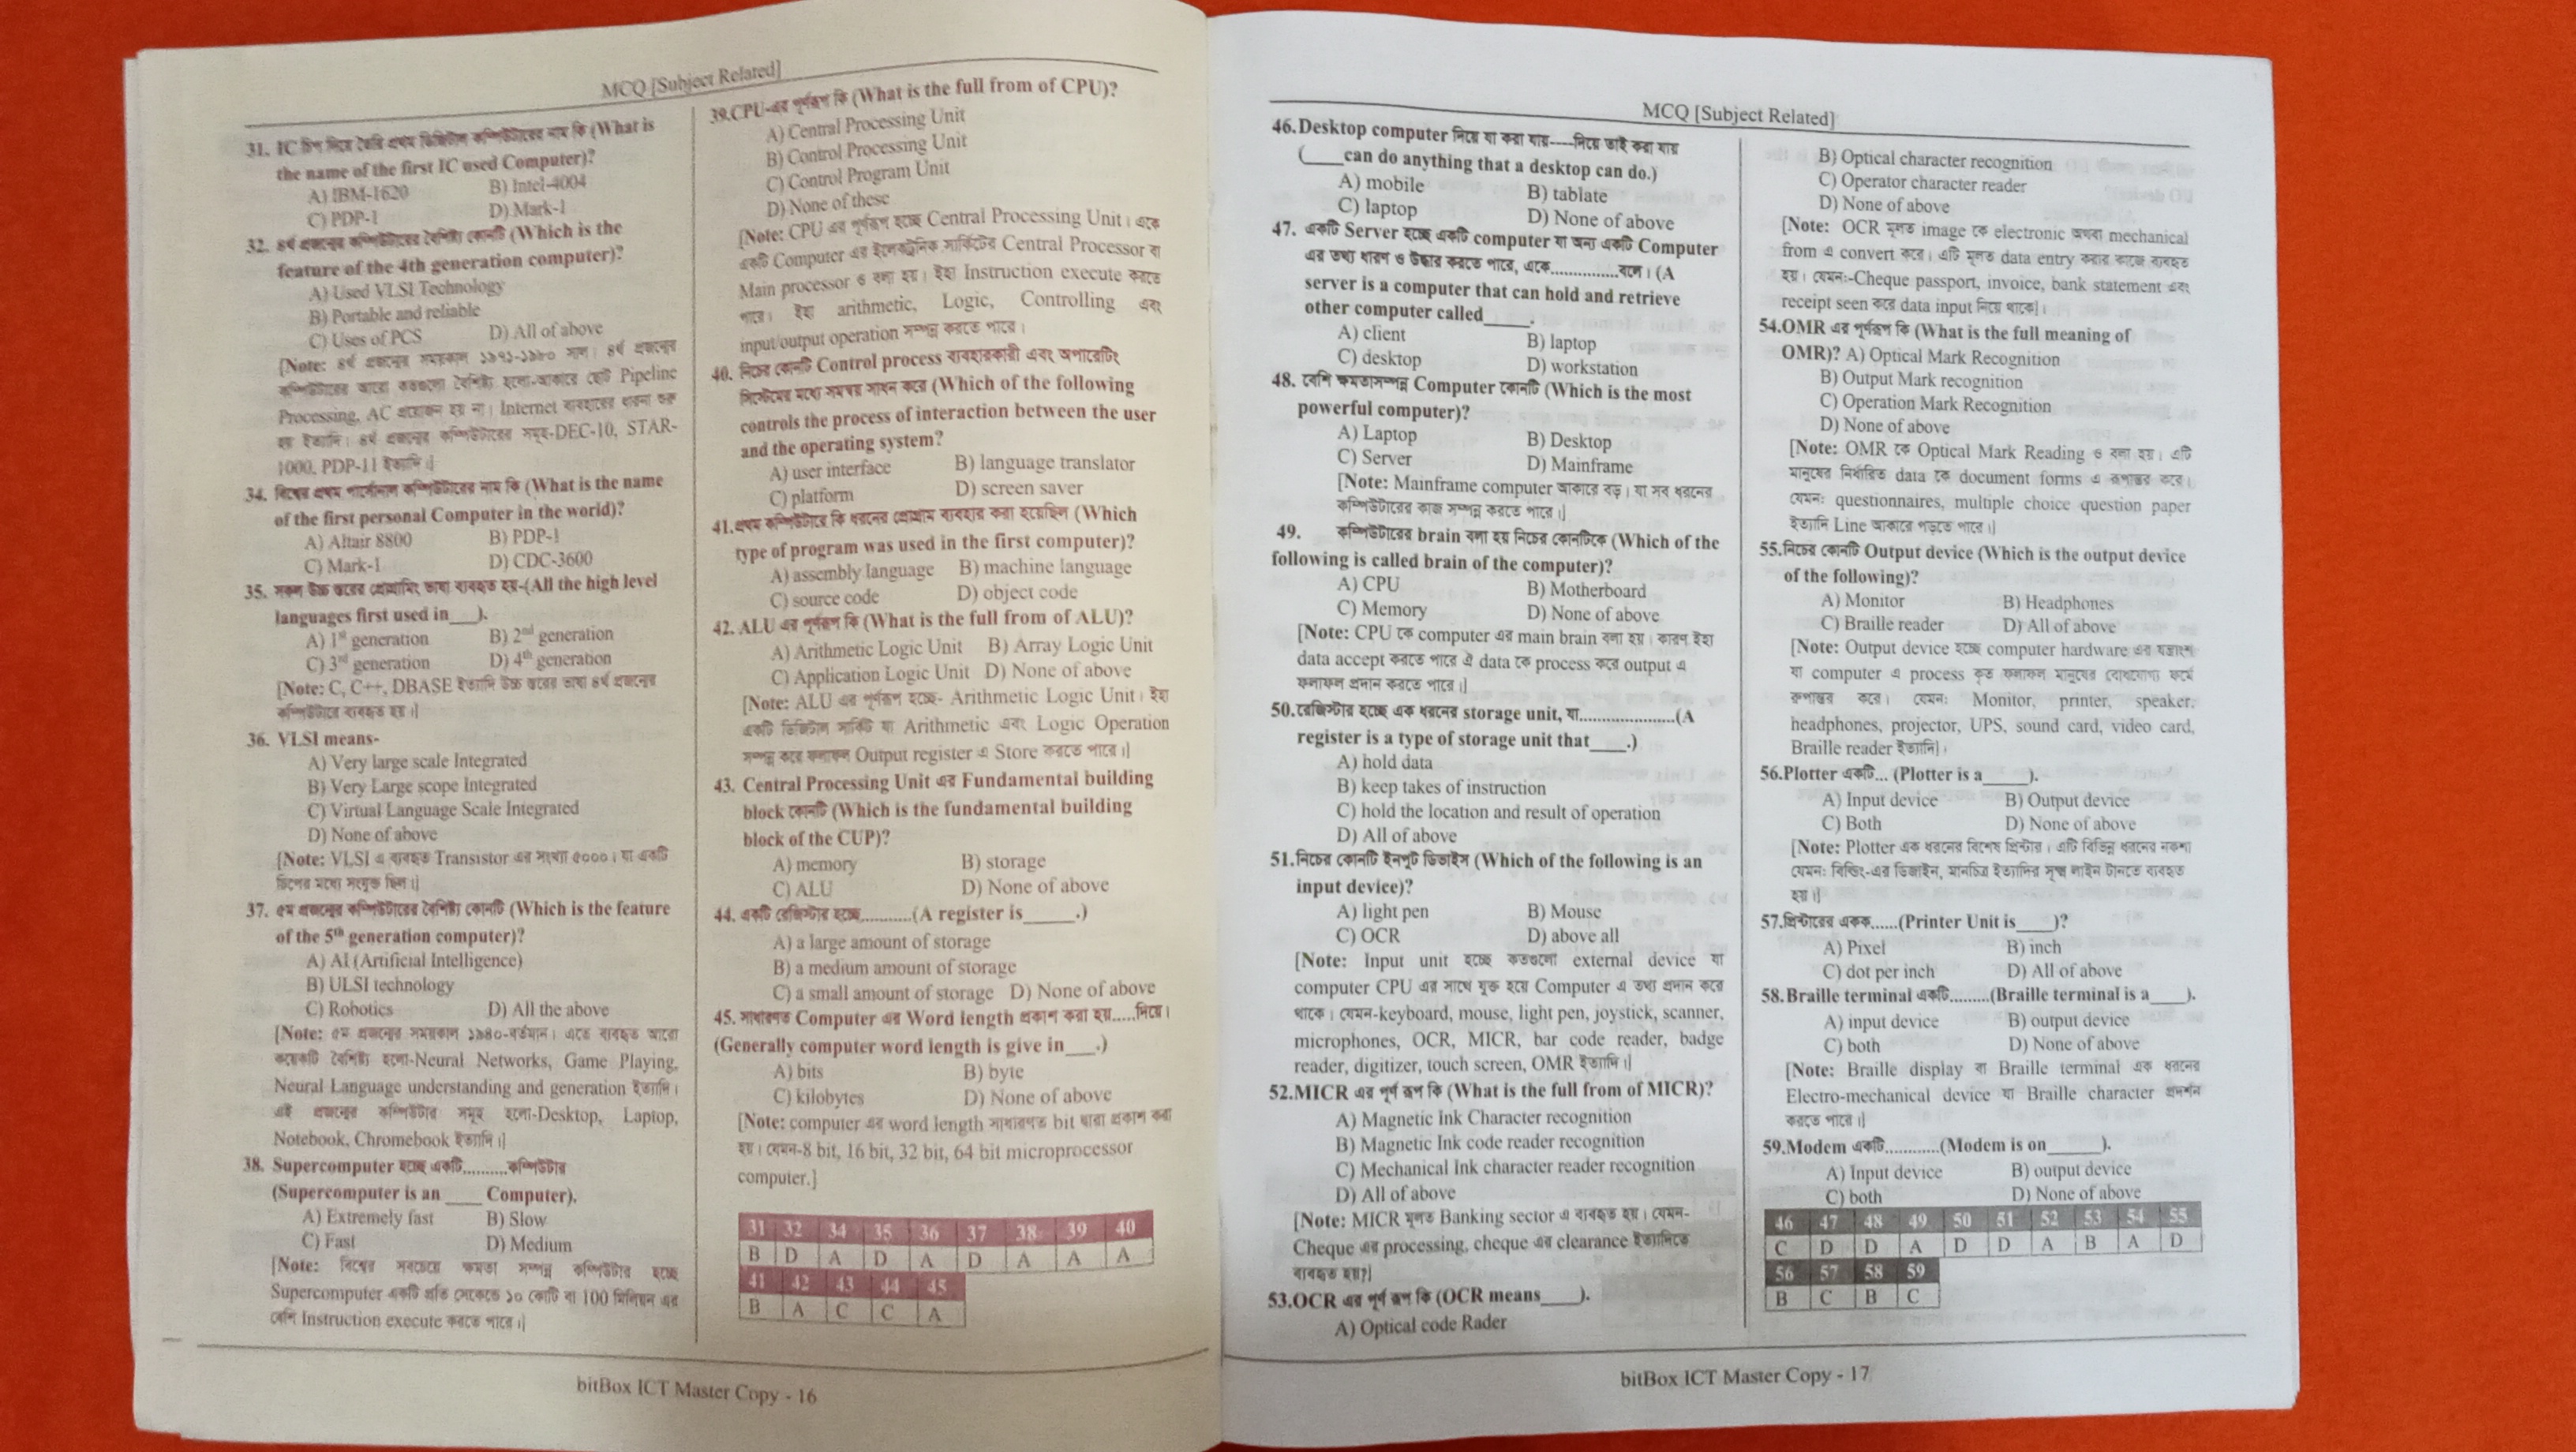 MCQ [Subject Related]
31. IC চিপ দিয়ে তৈরি প্রথম ডিজিটাল কম্পিউটারের নাম কি (What is
the name of the first IC used Computer)?
A) IBM-1620 B) Intel-4004
C) PDP-1 D) Mark-1
32. ৪র্থ প্রজন্মের কম্পিউটারের বৈশিষ্ট্য কোনটি (Which is the
feature of the 4th generation computer)?
A) Used VLSI Technology
B) Portable and reliable
C) Uses of PCS D) All of above
[Note: ৪র্থ প্রজন্মের সময়কাল ১৯৭১-১৯৮০ সাল। ৪র্থ প্রজন্মের
কম্পিউটারের আরো কতগুলো বৈশিষ্ট্য হলো-আকারে ছোট Pipeline
Processing, AC প্রয়োজন হয় না। Internet ব্যবহারের ধারনা শুরু
হয় ইত্যাদি। ৪র্থ প্রজন্মের কম্পিউটারের সমূহ-DEC-10, STAR-
1000, PDP-11 ইত্যাদি।]
34. বিশ্বের প্রথম পার্সোনাল কম্পিউটারের নাম কি (What is the name
of the first personal Computer in the world)?
A) Altair 8800 B) PDP-1
C) Mark-1 D) CDC-3600
35. সকল উচ্চ স্তরের প্রোগ্রামিং ভাষা ব্যবহৃত হয়-(All the high level
languages first used in___).
A) 1st generation B) 2nd generation
C) 3rd generation D) 4th generation
[Note: C, C++, DBASE ইত্যাদি উচ্চ স্তরের ভাষা ৪র্থ প্রজন্মের
কম্পিউটারে ব্যবহৃত হয়।]
36. VLSI means-
A) Very large scale Integrated
B) Very Large scope Integrated
C) Virtual Language Scale Integrated
D) None of above
[Note: VLSI এ ব্যবহৃত Transistor এর সংখ্যা ৫০০০। যা একটি
চিপের মধ্যে সংযুক্ত ছিল।]
37. ৫ম প্রজন্মের কম্পিউটারের বৈশিষ্ট্য কোনটি (Which is the feature
of the 5th generation computer)?
A) AI (Artificial Intelligence)
B) ULSI technology
C) Robotics D) All the above
[Note: ৫ম প্রজন্মের সময়কাল ১৯৪০-বর্তমান। এতে ব্যবহৃত আরো
কয়েকটি বৈশিষ্ট্য হলো-Neural Networks, Game Playing,
Neural Language understanding and generation ইত্যাদি।
এই প্রজন্মের কম্পিউটার সমূহ হলো-Desktop, Laptop,
Notebook, Chromebook ইত্যাদি।]
38. Supercomputer হচ্ছে একটি..........কম্পিউটার
(Supercomputer is an ____ Computer).
A) Extremely fast B) Slow
C) Fast D) Medium
[Note: বিশ্বের সবচেয়ে ক্ষমতা সম্পন্ন কম্পিউটার হচ্ছে
Supercomputer একটি প্রতি সেকেন্ডে ১০ কোটি বা 100 মিলিয়ন এর
বেশি Instruction execute করতে পারে।]
39.CPU-এর পূর্ণরূপ কি (What is the full from of CPU)?
A) Central Processing Unit
B) Control Processing Unit
C) Control Program Unit
D) None of these
[Note: CPU এর পূর্ণরূপ হচ্ছে Central Processing Unit। একে
একটি Computer এর ইলেকট্রনিক সার্কিটের Central Processor বা
Main processor ও বলা হয়। ইহা Instruction execute করতে
পারে। ইহা arithmetic, Logic, Controlling এবং
input/output operation সম্পন্ন করতে পারে।
40. নিচের কোনটি Control process ব্যবহারকারী এবং অপারেটিং
সিস্টেমের মধ্যে সমন্বয় সাধন করে (Which of the following
controls the process of interaction between the user
and the operating system?
A) user interface B) language translator
C) platform D) screen saver
41.প্রথম কম্পিউটারে কি ধরনের প্রোগ্রাম ব্যবহার করা হয়েছিল (Which
type of program was used in the first computer)?
A) assembly language B) machine language
C) source code D) object code
42. ALU এর পূর্ণরূপ কি (What is the full from of ALU)?
A) Arithmetic Logic Unit B) Array Logic Unit
C) Application Logic Unit D) None of above
[Note: ALU এর পূর্ণরূপ হচ্ছে- Arithmetic Logic Unit। ইহা
একটি ডিজিটাল সার্কিট যা Arithmetic এবং Logic Operation
সম্পন্ন করে ফলাফল Output register এ Store করতে পারে।]
43. Central Processing Unit এর Fundamental building
block কোনটি (Which is the fundamental building
block of the CUP)?
A) memory B) storage
C) ALU D) None of above
44. একটি রেজিস্টার হচ্ছে...........(A register is______.)
A) a large amount of storage
B) a medium amount of storage
C) a small amount of storage D) None of above
45. সাধারণত Computer এর Word length প্রকাশ করা হয়.....দিয়ে।
(Generally computer word length is give in___.)
A) bits B) byte
C) kilobytes D) None of above
[Note: computer এর word length সাধারণত bit দ্বারা প্রকাশ করা
হয়। যেমন-8 bit, 16 bit, 32 bit, 64 bit microprocessor
computer.]
31 32 34 35 36 37 38 39 40
B D A D A D A A A
41 42 43 44 45
B A C C A
bitBox ICT Master Copy - 16
MCQ [Subject Related]
46. Desktop computer দিয়ে যা করা যায়----দিয়ে তাই করা যায়
(____can do anything that a desktop can do.)
A) mobile B) tablate
C) laptop D) None of above
47. একটি Server হচ্ছে একটি computer যা অন্য একটি Computer
এর তথ্য ধারণ ও উদ্ধার করতে পারে, একে...............বলে। (A
server is a computer that can hold and retrieve
other computer called_____.
A) client B) laptop
C) desktop D) workstation
48. বেশি ক্ষমতাসম্পন্ন Computer কোনটি (Which is the most
powerful computer)?
A) Laptop B) Desktop
C) Server D) Mainframe
[Note: Mainframe computer আকারে বড়। যা সব ধরনের
কম্পিউটারের কাজ সম্পন্ন করতে পারে।]
49. কম্পিউটারের brain বলা হয় নিচের কোনটিকে (Which of the
following is called brain of the computer)?
A) CPU B) Motherboard
C) Memory D) None of above
[Note: CPU কে computer এর main brain বলা হয়। কারণ ইহা
data accept করতে পারে ঐ data কে process করে output এ
ফলাফল প্রদান করতে পারে।]
50.রেজিস্টার হচ্ছে এক ধরনের storage unit, যা.....................(A
register is a type of storage unit that____.)
A) hold data
B) keep takes of instruction
C) hold the location and result of operation
D) All of above
51.নিচের কোনটি ইনপুট ডিভাইস (Which of the following is an
input device)?
A) light pen B) Mouse
C) OCR D) above all
[Note: Input unit হচ্ছে কতগুলো external device যা
computer CPU এর সাথে যুক্ত হয়ে Computer এ তথ্য প্রদান করে
থাকে। যেমন-keyboard, mouse, light pen, joystick, scanner,
microphones, OCR, MICR, bar code reader, badge
reader, digitizer, touch screen, OMR ইত্যাদি।]
52.MICR এর পূর্ণ রূপ কি (What is the full from of MICR)?
A) Magnetic Ink Character recognition
B) Magnetic Ink code reader recognition
C) Mechanical Ink character reader recognition
D) All of above
[Note: MICR মূলত Banking sector এ ব্যবহৃত হয়। যেমন-
Cheque এর processing, cheque এর clearance ইত্যাদিতে
ব্যবহৃত হয়?]
53.OCR এর পূর্ণ রূপ কি (OCR means____).
A) Optical code Rader
B) Optical character recognition
C) Operator character reader
D) None of above
[Note: OCR মূলত image কে electronic অথবা mechanical
from এ convert করে। এটি মূলত data entry করার কাজে ব্যবহৃত
হয়। যেমন:-Cheque passport, invoice, bank statement এবং
receipt seen করে data input নিয়ে থাকে]।
54.OMR এর পূর্ণরূপ কি (What is the full meaning of
OMR)? A) Optical Mark Recognition
B) Output Mark recognition
C) Operation Mark Recognition
D) None of above
[Note: OMR কে Optical Mark Reading ও বলা হয়। এটি
মানুষের নির্ধারিত data কে document forms এ রূপান্তর করে।
যেমন: questionnaires, multiple choice question paper
ইত্যাদি Line আকারে পড়তে পারে।]
55.নিচের কোনটি Output device (Which is the output device
of the following)?
A) Monitor B) Headphones
C) Braille reader D) All of above
[Note: Output device হচ্ছে computer hardware এর যন্ত্রাংশ
যা computer এ process কৃত ফলাফল মানুষের বোধযোগ্য ফর্মে
রুপান্তর করে। যেমন: Monitor, printer, speaker,
headphones, projector, UPS, sound card, video card,
Braille reader ইত্যাদি]।
56.Plotter একটি... (Plotter is a_____).
A) Input device B) Output device
C) Both D) None of above
[Note: Plotter এক ধরনের বিশেষ প্রিন্টার। এটি বিভিন্ন ধরনের নকশা
যেমন: বিল্ডিং-এর ডিজাইন, মানচিত্র ইত্যাদির সূক্ষ্ম লাইন টানতে ব্যবহৃত
হয়।]
57.প্রিন্টারের একক......(Printer Unit is____)?
A) Pixel B) inch
C) dot per inch D) All of above
58. Braille terminal একটি.........(Braille terminal is a____).
A) input device B) output device
C) both D) None of above
[Note: Braille display বা Braille terminal এক ধরনের
Electro-mechanical device যা Braille character প্রদর্শন
করতে পারে।]
59.Modem একটি............(Modem is on______).
A) Input device B) output device
C) both D) None of above
46 47 48 49 50 51 52 53 54 55
C D D A D D A B A D
56 57 58 59
B C B C
bitBox ICT Master Copy - 17